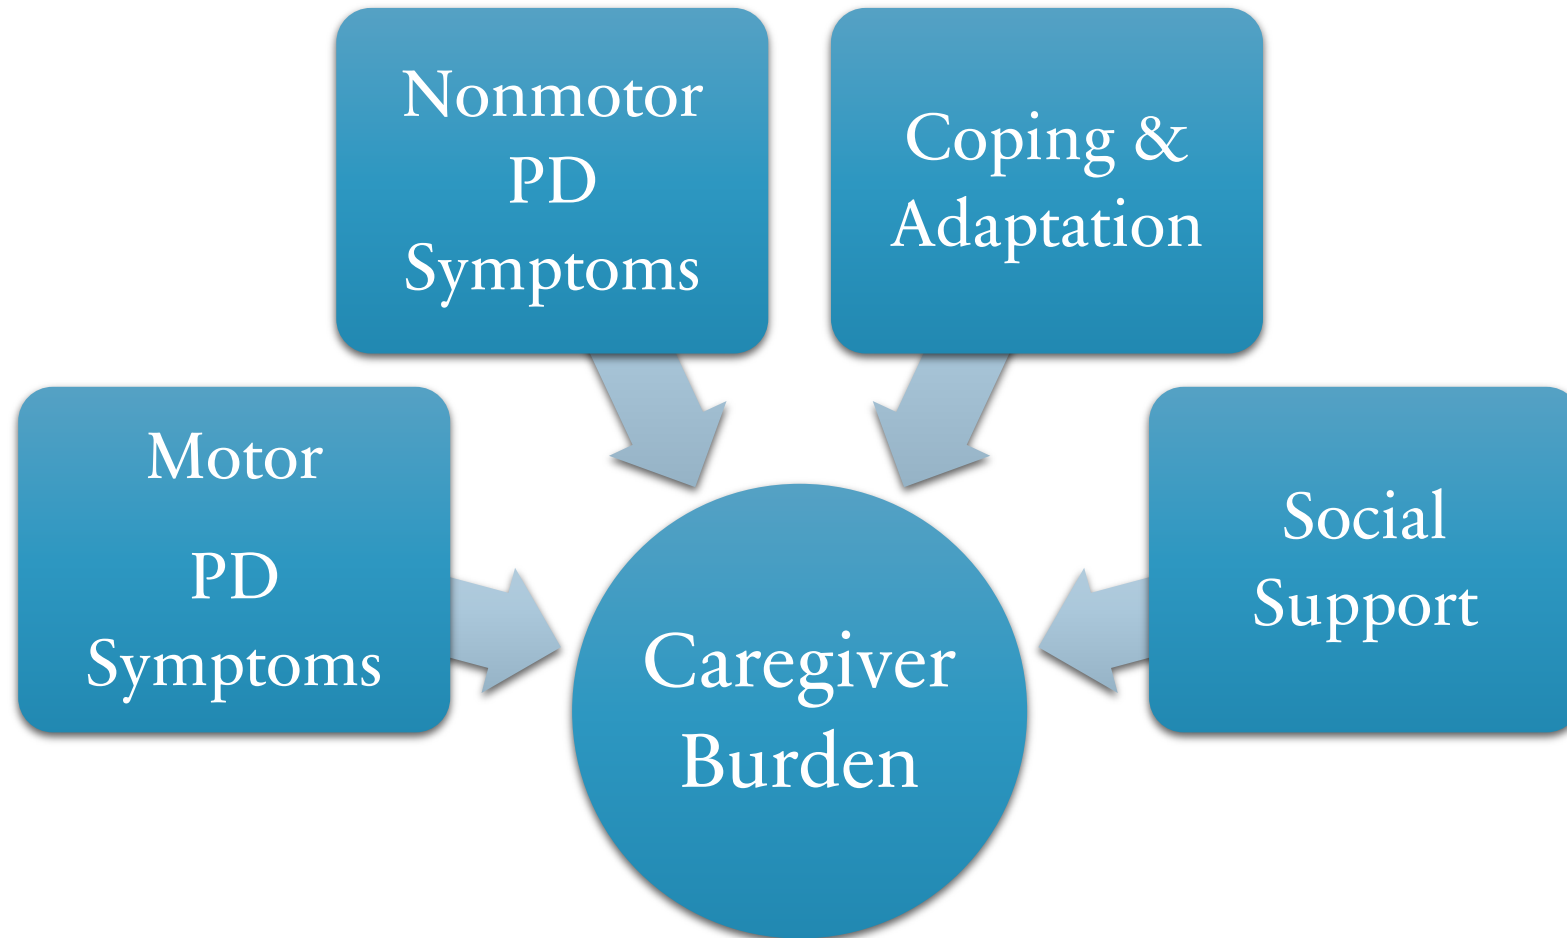 Nonmotor
PD
Symptoms
Coping &
Adaptation
Motor
PD
Symptoms
Social
Support
Caregiver
Burden